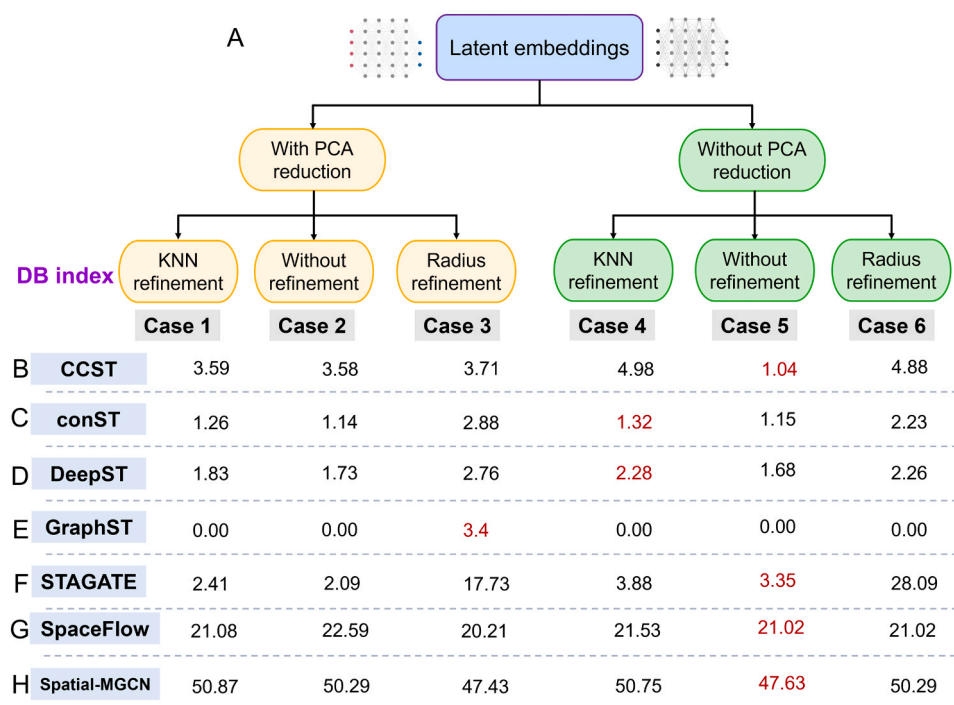 A
Latent embeddings
With PCA
reduction
Without PCA
reduction
DB index
KNN
refinement
Without
refinement
Radius
refinement
KNN
refinement
Without
refinement
Radius
refinement
Case 1 Case 2 Case 3 Case 4 Case 5 Case 6
B CCST 3.59 3.58 3.71 4.98 1.04 4.88
C conST 1.26 1.14 2.88 1.32 1.15 2.23
D DeepST 1.83 1.73 2.76 2.28 1.68 2.26
E GraphST 0.00 0.00 3.4 0.00 0.00 0.00
F STAGATE 2.41 2.09 17.73 3.88 3.35 28.09
G SpaceFlow 21.08 22.59 20.21 21.53 21.02 21.02
H Spatial-MGCN 50.87 50.29 47.43 50.75 47.63 50.29